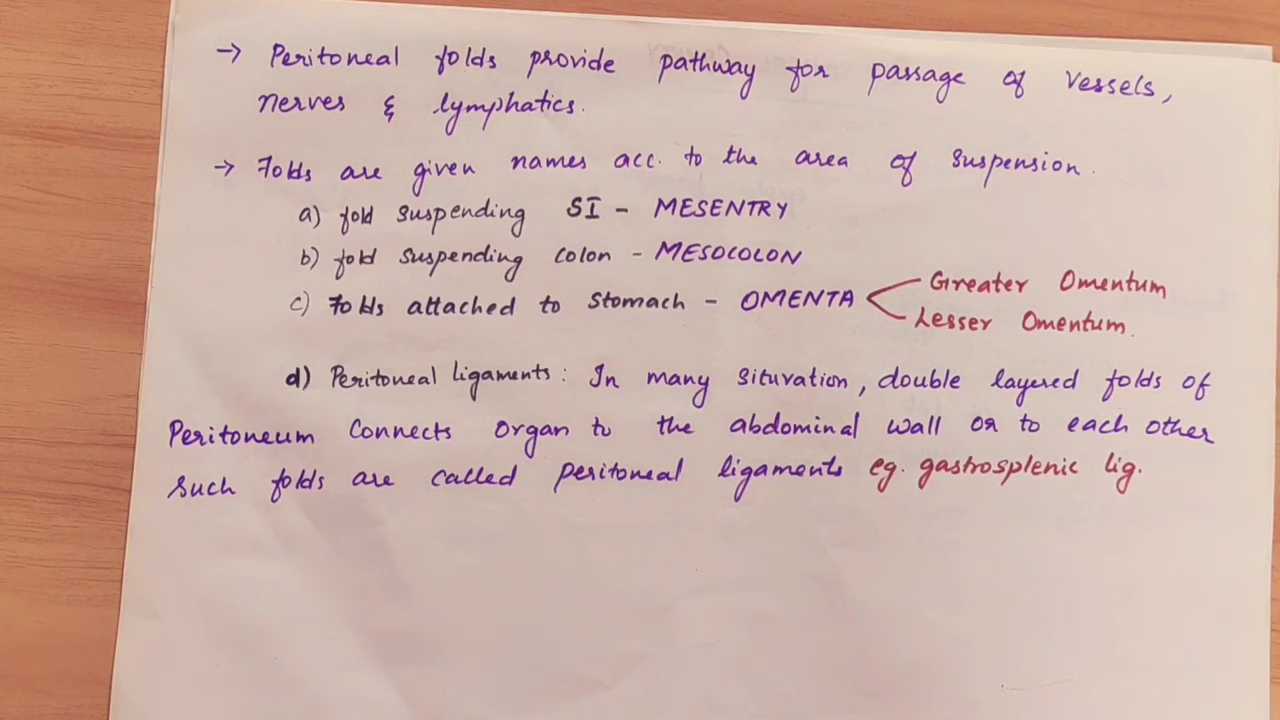 → Peritoneal folds provide pathway for passage of vessels,
nerves & lymphatics.
→ Folds are given names acc. to the area of suspension.
a) fold suspending SI - MESENTRY
b) fold suspending colon - MESOCOLON
c) Folds attached to stomach - OMENTA
Greater Omentum
Lesser Omentum.
d) Peritoneal Ligaments: In many situvation, double layered folds of
Peritoneum connects organ to the abdominal wall or to each other
such folds are called peritoneal ligaments eg. gastrosplenic lig.